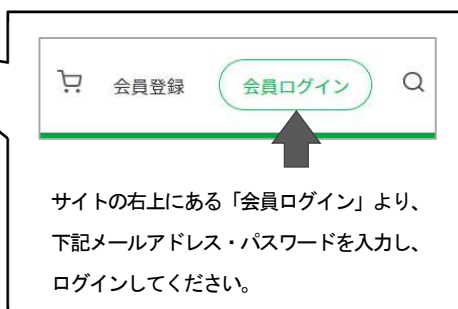 会員登録 会員ログイン
サイトの右上にある「会員ログイン」より、
下記メールアドレス・パスワードを入力し、
ログインしてください。